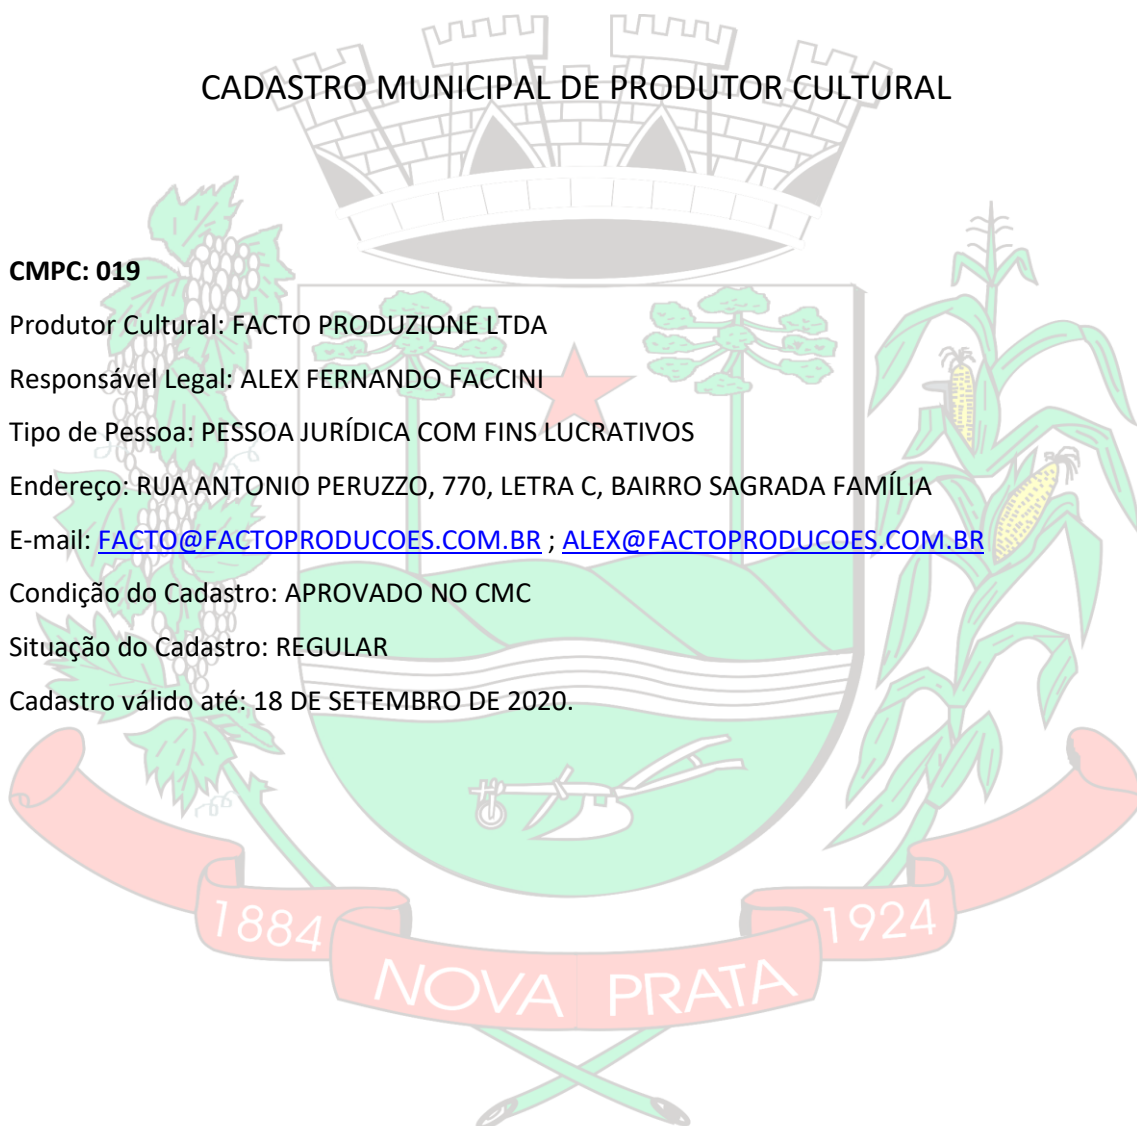 CADASTRO MUNICIPAL DE PRODUTOR CULTURAL
CMPC: 019
Produtor Cultural: FACTO PRODUZIONE LTDA
Responsável Legal: ALEX FERNANDO FACCINI
Tipo de Pessoa: PESSOA JURÍDICA COM FINS LUCRATIVOS
Endereço: RUA ANTONIO PERUZZO, 770, LETRA C, BAIRRO SAGRADA FAMÍLIA
E-mail: FACTO@FACTOPRODUCOES.COM.BR ; ALEX@FACTOPRODUCOES.COM.BR
Condição do Cadastro: APROVADO NO CMC
Situação do Cadastro: REGULAR
Cadastro válido até: 18 DE SETEMBRO DE 2020.
1884
1924
NOVA PRATA